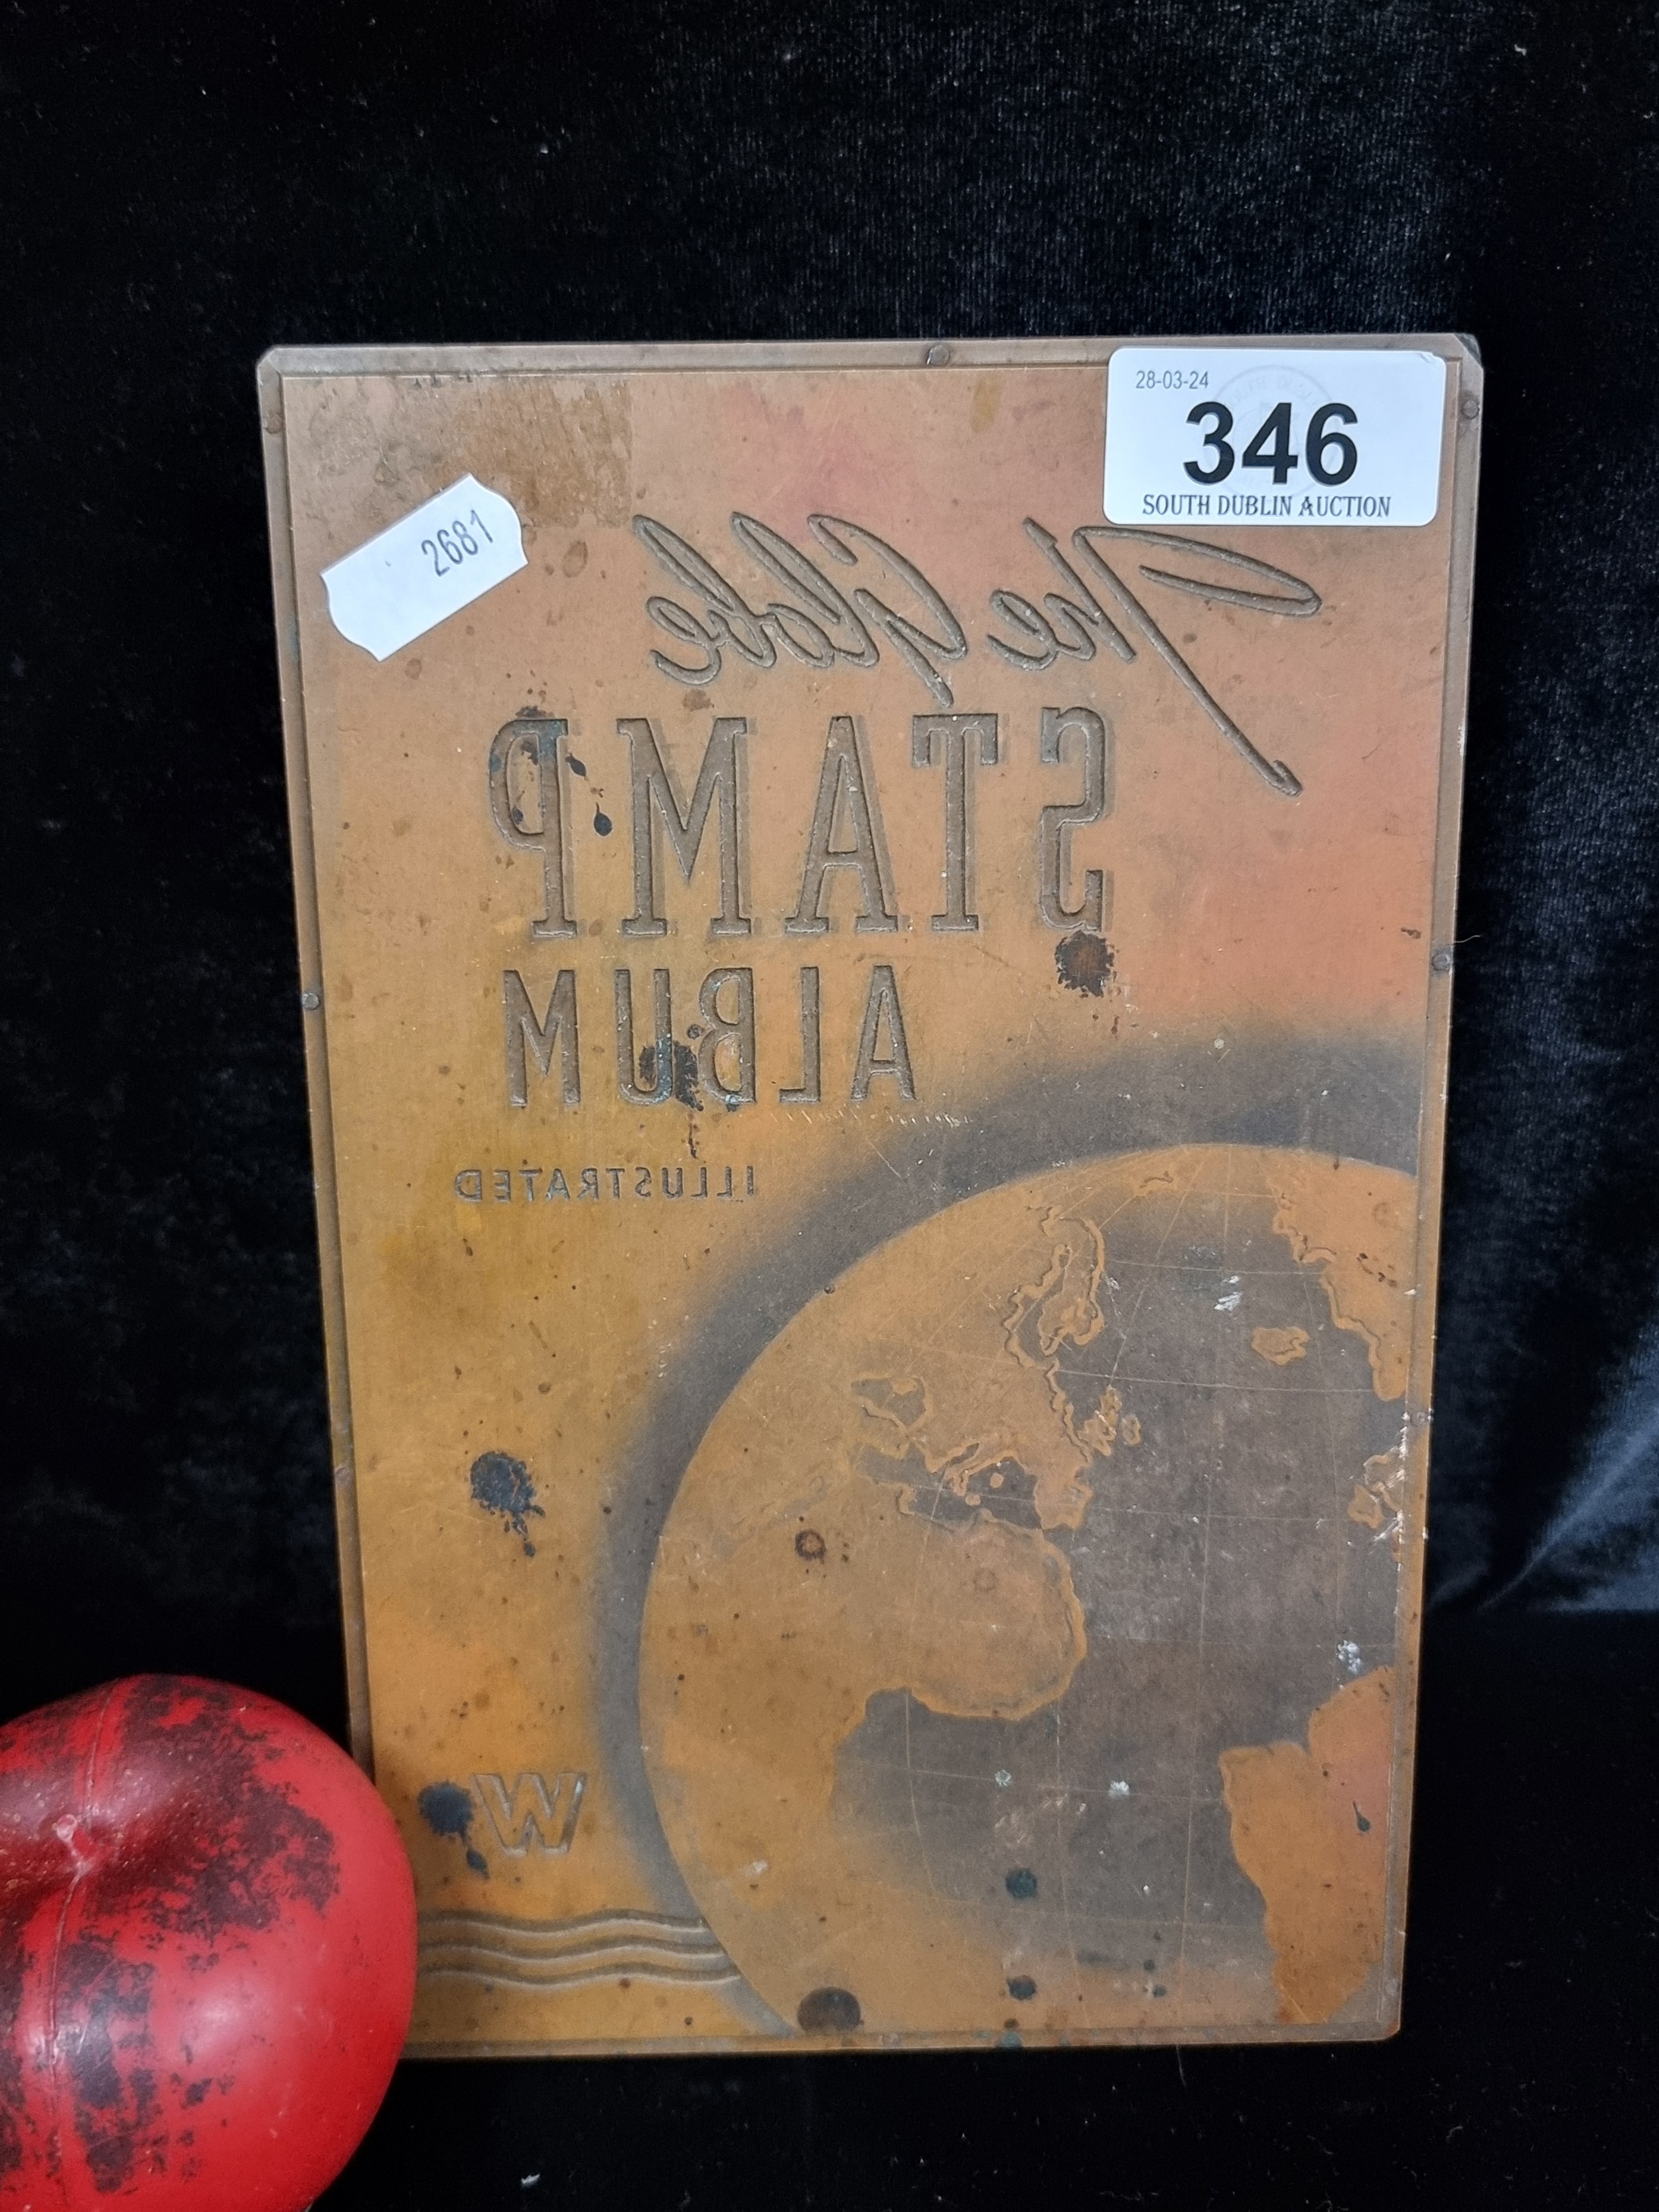 28-03-24
346
SOUTH DUBLIN AUCTION
2681
The Globe
STAMP
ALBUM
ILLUSTRATED
W